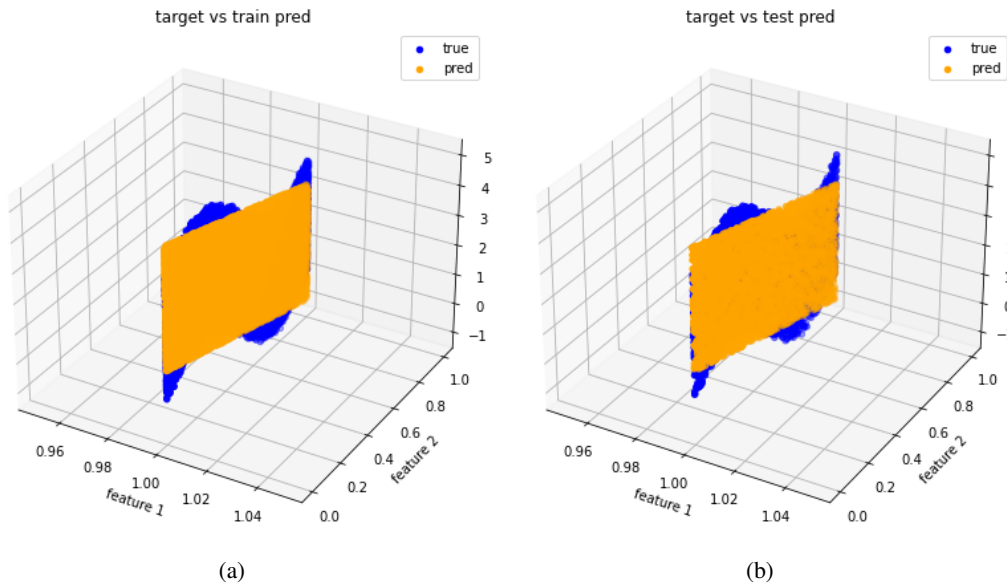 target vs train pred
true
pred
5
4
3
2
1
0
−1
0.96
0.98
1.00
1.02
1.04
feature 1
0.0
0.2
0.4
0.6
0.8
1.0
feature 2
(a)
target vs test pred
true
pred
0.96
0.98
1.00
1.02
1.04
feature 1
0.0
0.2
0.4
0.6
0.8
1.0
feature 2
(b)